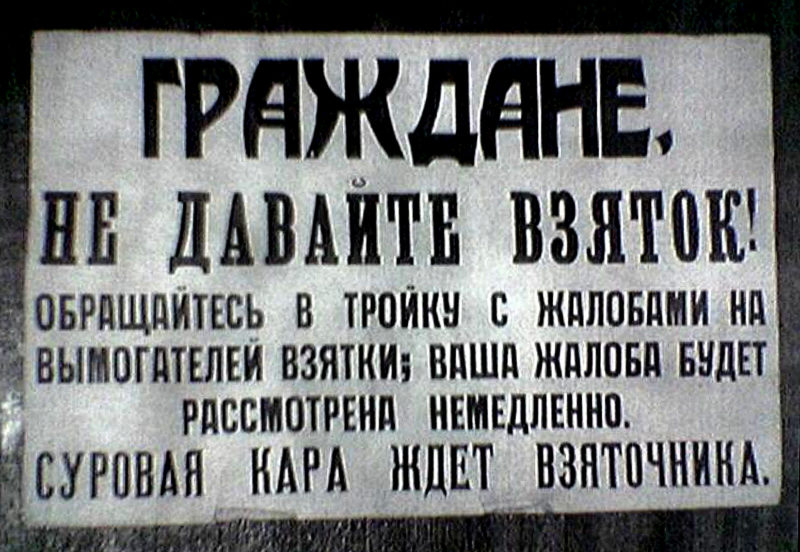 ГРАЖДАНЕ,
НЕ ДАВАЙТЕ ВЗЯТОК!
ОБРАЩАЙТЕСЬ В ТРОЙКУ С ЖАЛОБАМИ НА
ВЫМОГАТЕЛЕЙ ВЗЯТКИ; ВАША ЖАЛОБА БУДЕТ
РАССМОТРЕНА НЕМЕДЛЕННО.
СУРОВАЯ КАРА ЖДЕТ ВЗЯТОЧНИКА.